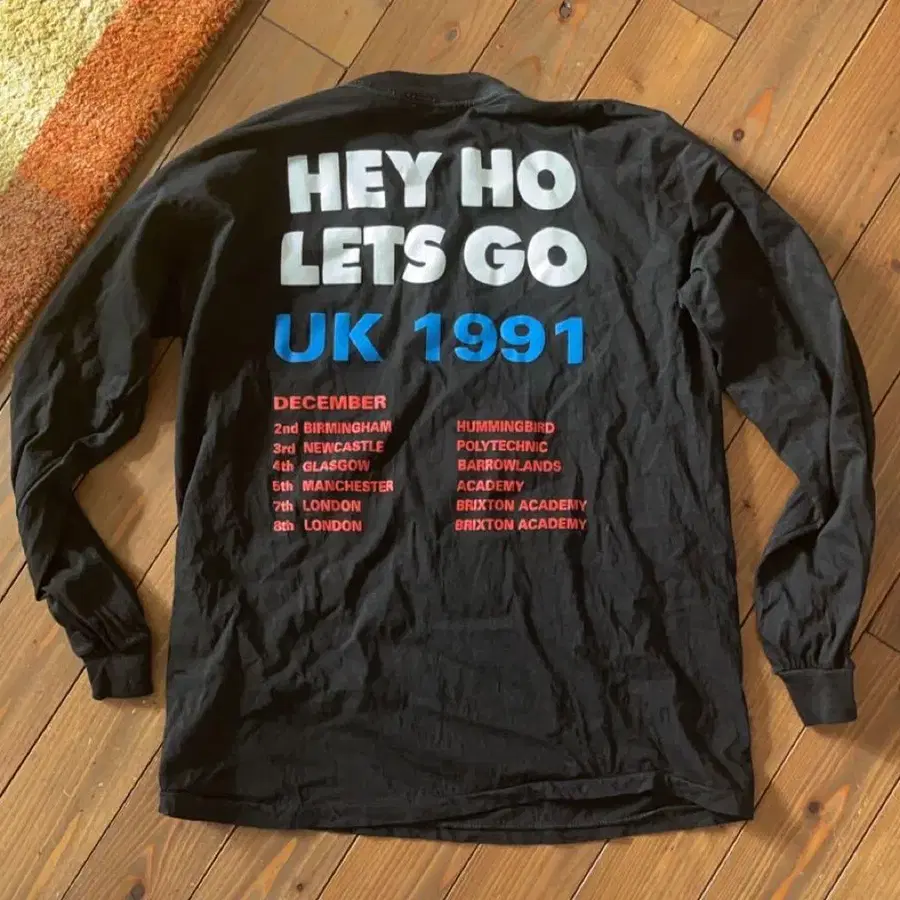 HEY HO
LETS GO
UK 1991
DECEMBER
2nd BIRMINGHAM HUMMINGBIRD
3rd NEWCASTLE POLYTECHNIC
4th GLASGOW BARROWLANDS
5th MANCHESTER ACADEMY
7th LONDON BRIXTON ACADEMY
8th LONDON BRIXTON ACADEMY